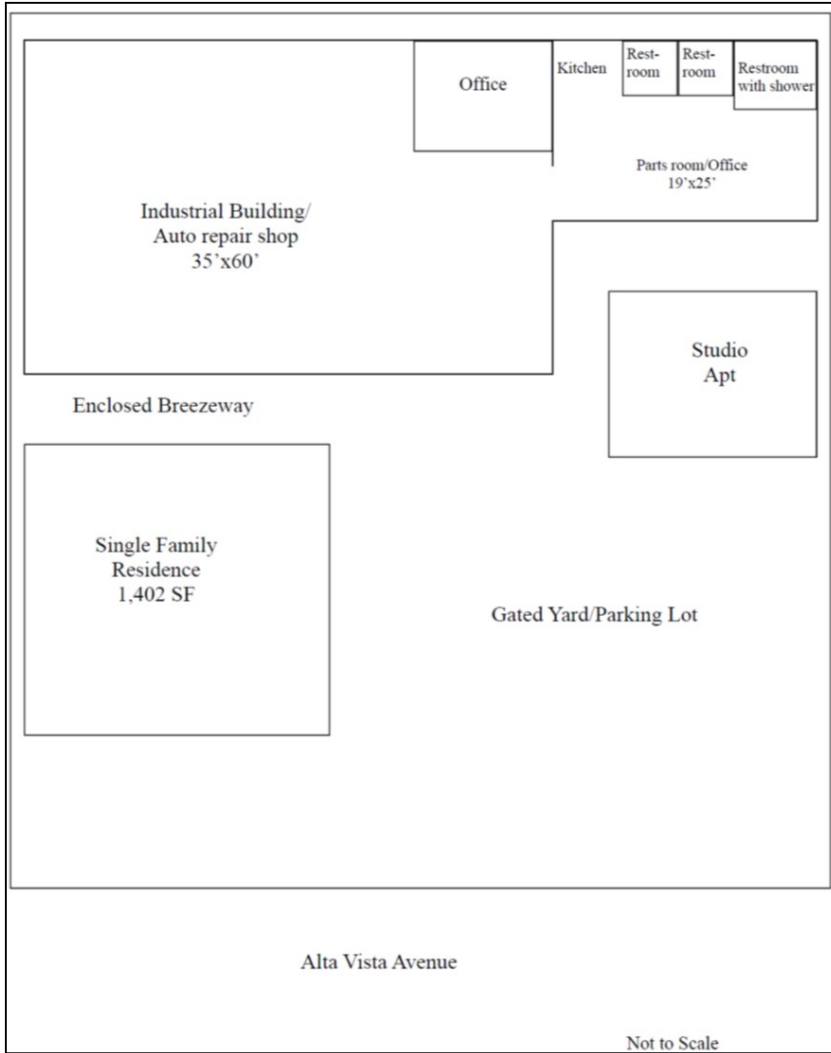 Office
Kitchen
Rest-
room
Rest-
room
Restroom
with shower
Parts room/Office
19’x25’
Industrial Building/
Auto repair shop
35’x60’
Studio
Apt
Enclosed Breezeway
Single Family
Residence
1,402 SF
Gated Yard/Parking Lot
Alta Vista Avenue
Not to Scale